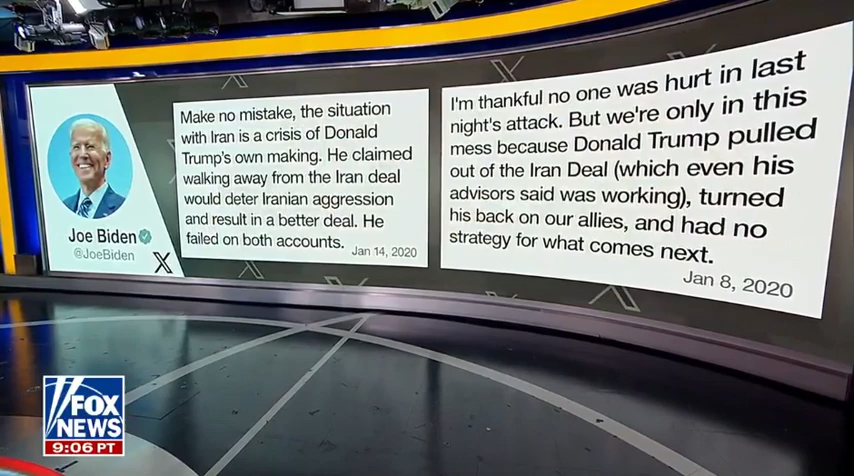 Joe Biden
@JoeBiden
X
Make no mistake, the situation
with Iran is a crisis of Donald
Trump's own making. He claimed
walking away from the Iran deal
would deter Iranian aggression
and result in a better deal. He
failed on both accounts.
Jan 14, 2020
I'm thankful no one was hurt in last
night's attack. But we're only in this
mess because Donald Trump pulled
out of the Iran Deal (which even his
advisors said was working), turned
his back on our allies, and had no
strategy for what comes next.
Jan 8, 2020
FOX
NEWS
9:06 PT